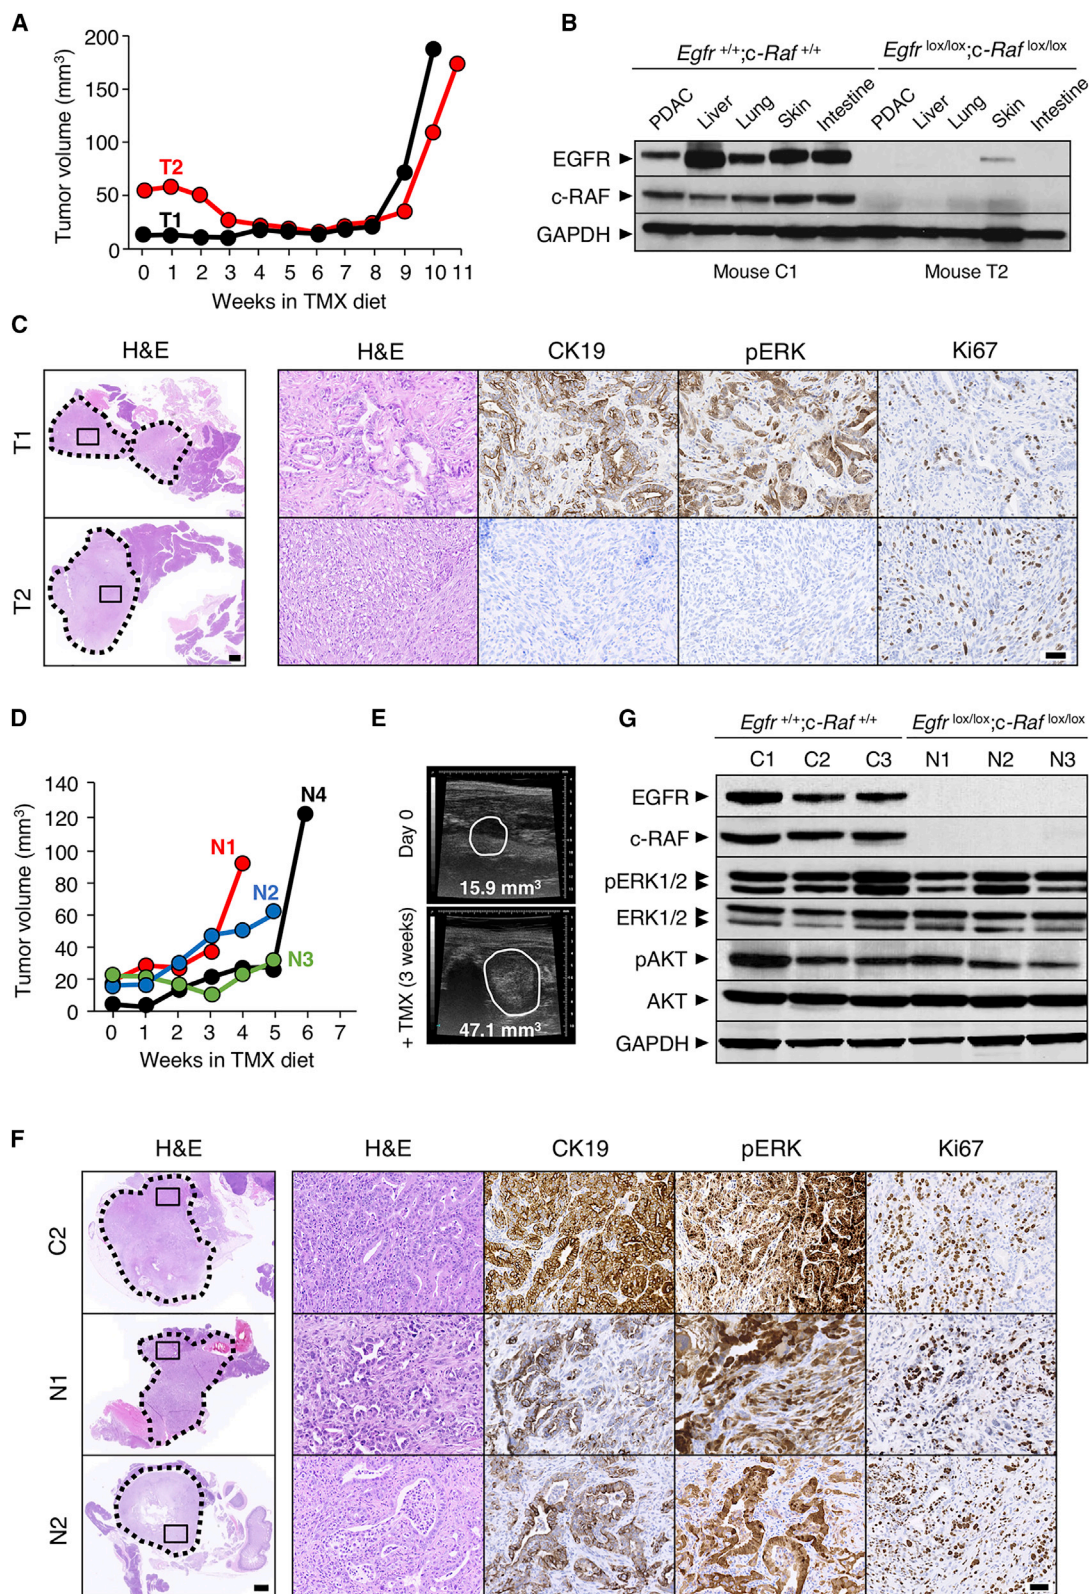 A
Tumor volume (mm3)
200
150
100
50
0
T2
T1
0 1 2 3 4 5 6 7 8 9 10 11
Weeks in TMX diet
B
Egfr +/+;c-Raf +/+ Egfr lox/lox;c-Raf lox/lox
PDAC Liver Lung Skin Intestine PDAC Liver Lung Skin Intestine
EGFR
c-RAF
GAPDH
Mouse C1 Mouse T2
C
H&E H&E CK19 pERK Ki67
T1
T2
D
Tumor volume (mm3)
140
120
100
80
60
40
20
0
N4
N1
N2
N3
0 1 2 3 4 5 6 7
Weeks in TMX diet
E
Day 0
15.9 mm3
+ TMX (3 weeks)
47.1 mm3
G
Egfr +/+;c-Raf +/+ Egfr lox/lox;c-Raf lox/lox
C1 C2 C3 N1 N2 N3
EGFR
c-RAF
pERK1/2
ERK1/2
pAKT
AKT
GAPDH
F
H&E H&E CK19 pERK Ki67
C2
N1
N2